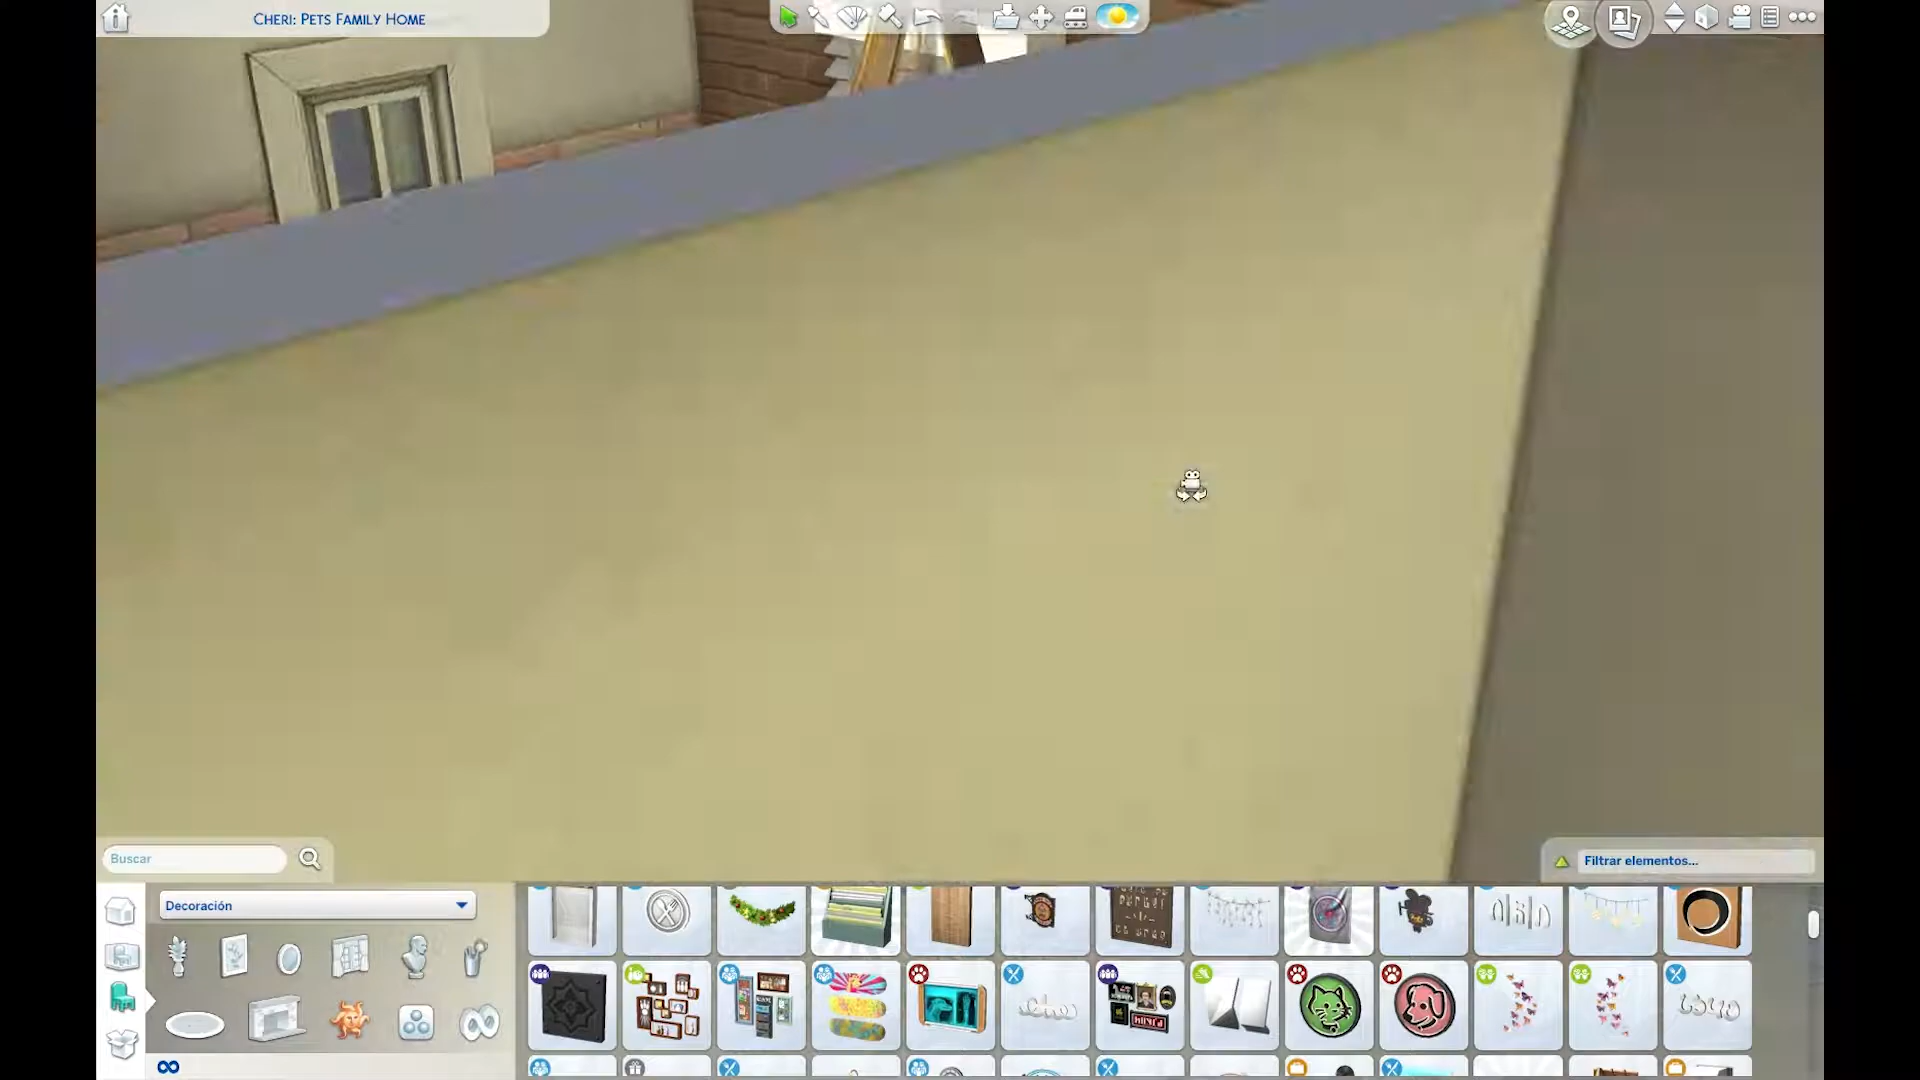 CHERI: PETS FAMILY HOME
Buscar
Filtrar elementos...
Decoración